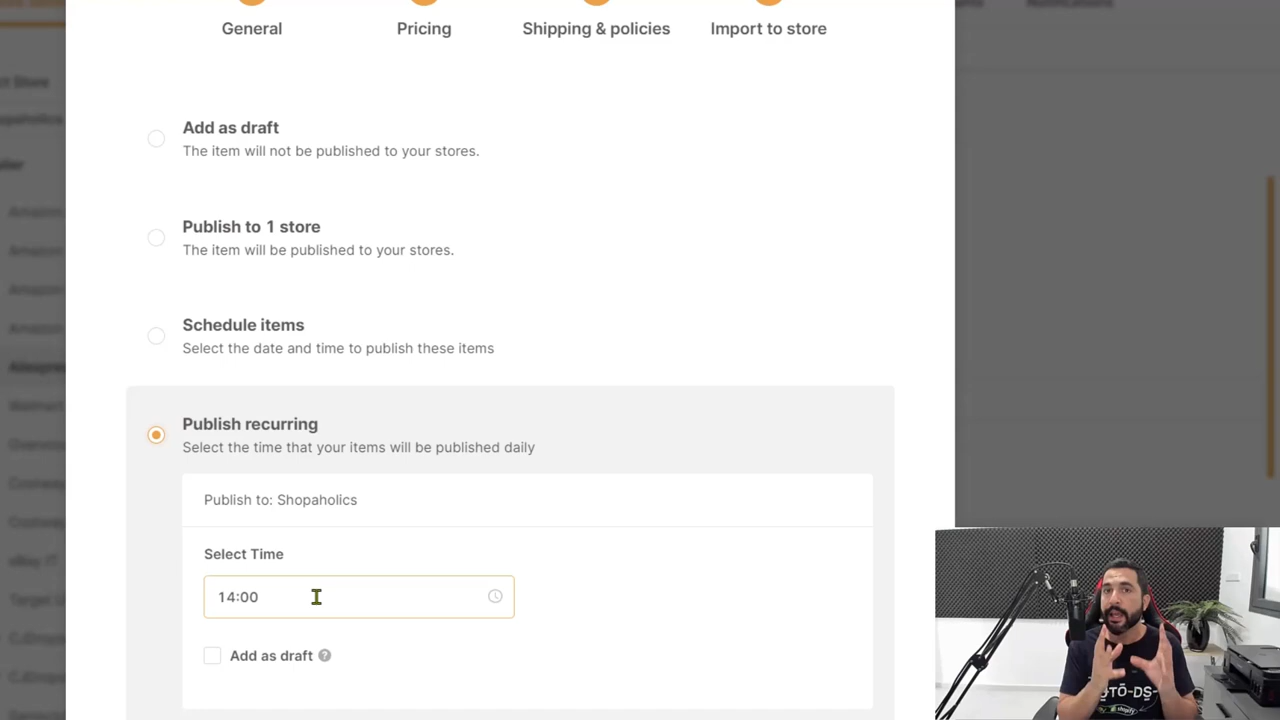 General
Pricing
Shipping & policies
Import to store
Add as draft
The item will not be published to your stores.
Publish to 1 store
The item will be published to your stores.
Schedule items
Select the date and time to publish these items
Publish recurring
Select the time that your items will be published daily
Publish to: Shopaholics
Select Time
14:00
Add as draft
?
shopify